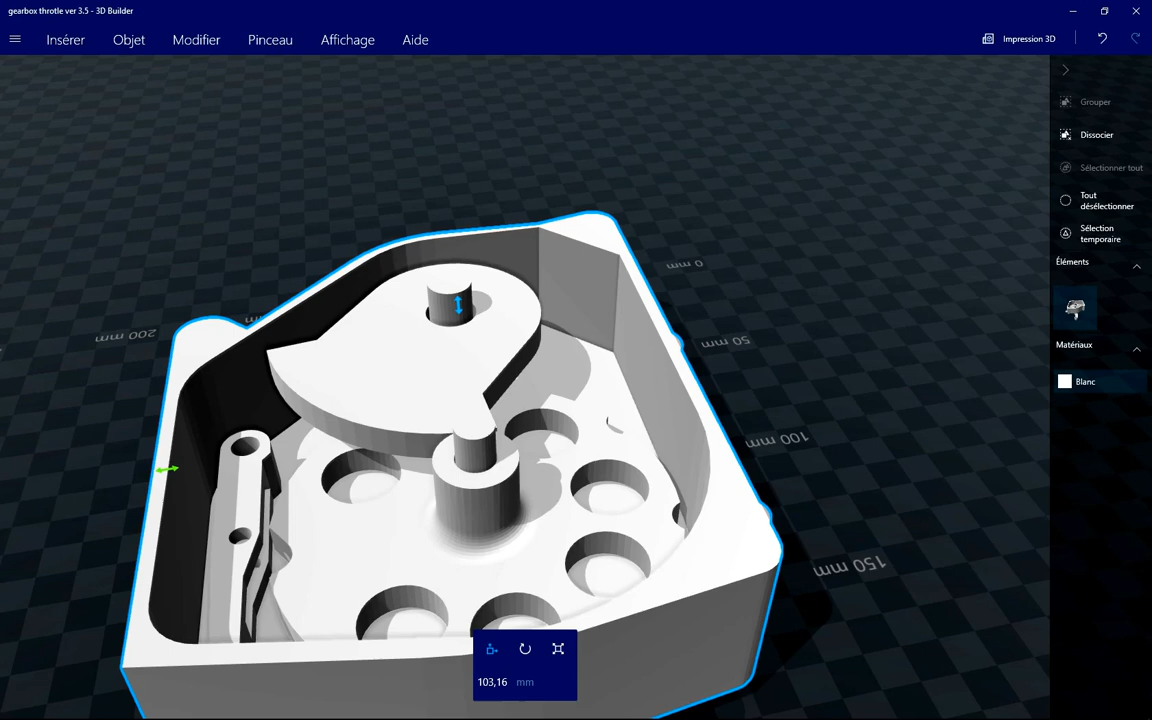 gearbox throtle ver 3.5 - 3D Builder
Insérer
Objet
Modifier
Pinceau
Affichage
Aide
Impression 3D
Grouper
Dissocier
Sélectionner tout
Tout
désélectionner
Sélection
temporaire
Éléments
Matériaux
Blanc
0 mm
200 mm
50 mm
100 mm
150 mm
103,16 mm